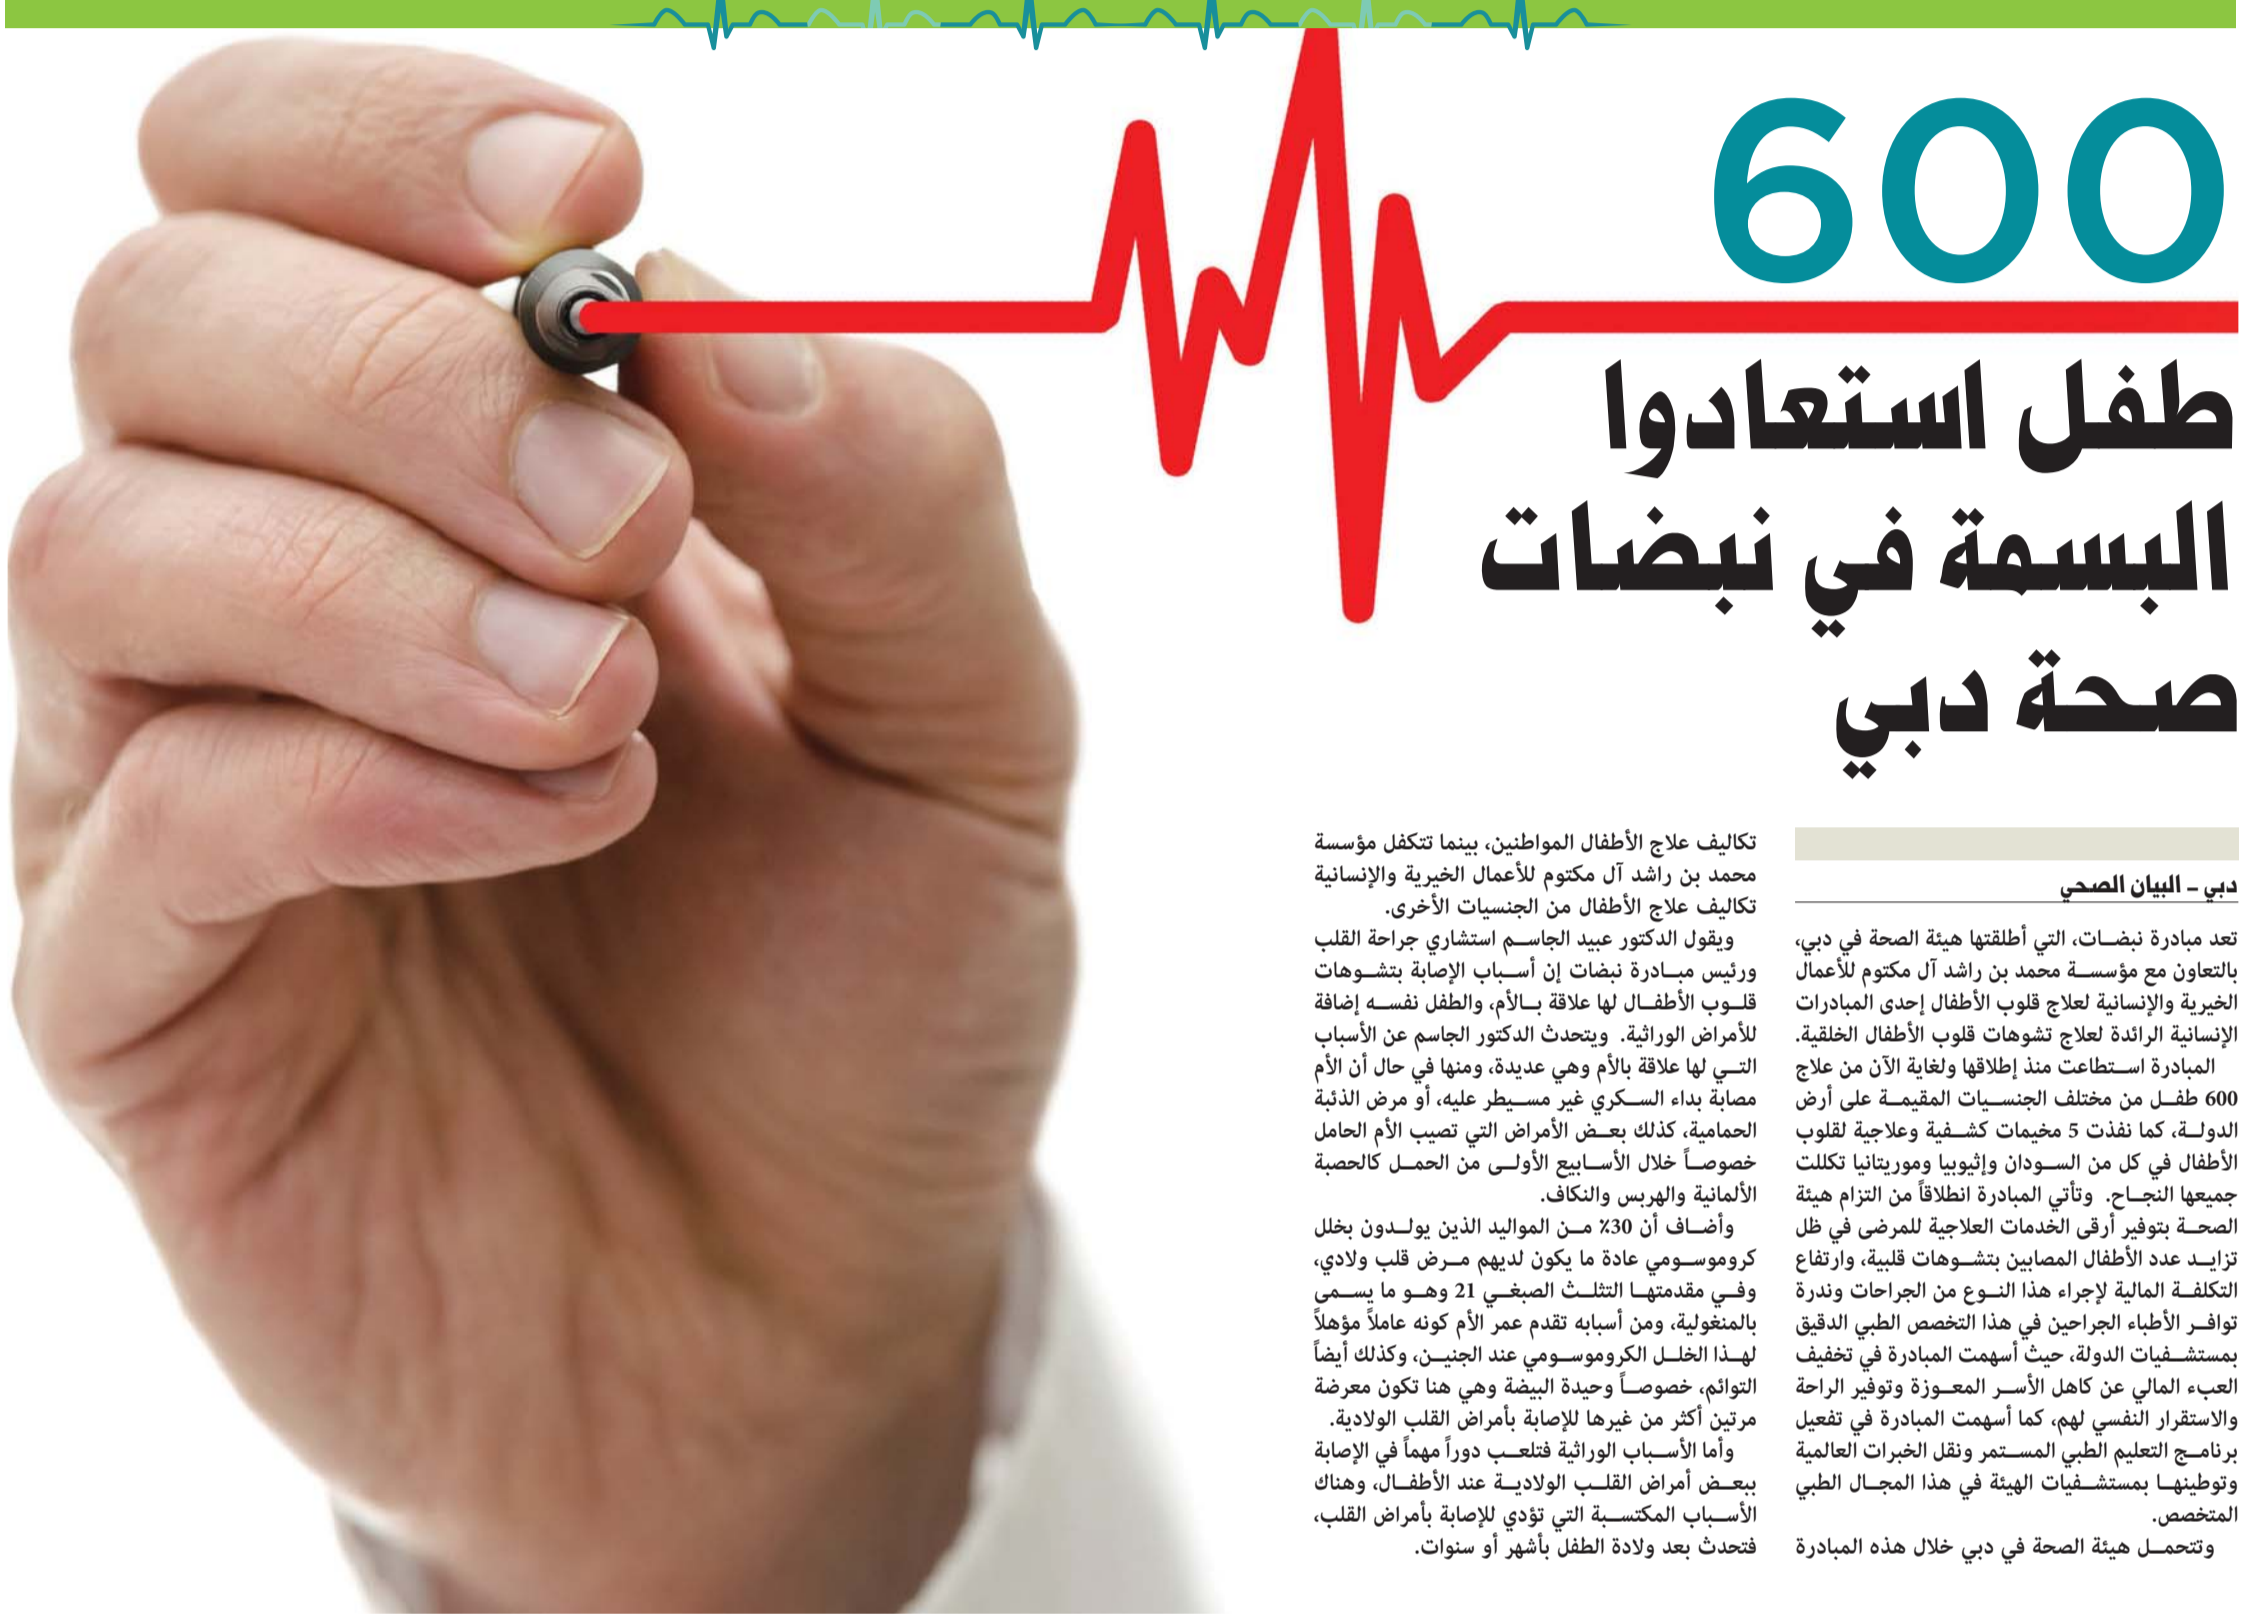 600
طفل استعادوا
البسمة في نبضات
صحة دبي
دبي - البيان الصحي
تعد مبادرة نبضات، التي أطلقتها هيئة الصحة في دبي،
بالتعاون مع مؤسسة محمد بن راشد آل مكتوم للأعمال
الخيرية والإنسانية لعلاج قلوب الأطفال إحدى المبادرات
الإنسانية الرائدة لعلاج تشوهات قلوب الأطفال الخلقية.
المبادرة استطاعت منذ إطلاقها ولغاية الآن من علاج
600 طفل من مختلف الجنسيات المقيمة على أرض
الدولة، كما نفذت 5 مخيمات كشفية وعلاجية لقلوب
الأطفال في كل من السودان وإثيوبيا وموريتانيا تكللت
جميعها النجاح. وتأتي المبادرة انطلاقاً من التزام هيئة
الصحة بتوفير أرقى الخدمات العلاجية للمرضى في ظل
تزايد عدد الأطفال المصابين بتشوهات قلبية، وارتفاع
التكلفة المالية لإجراء هذا النوع من الجراحات وندرة
توافر الأطباء الجراحين في هذا التخصص الطبي الدقيق
بمستشفيات الدولة، حيث أسهمت المبادرة في تخفيف
العبء المالي عن كاهل الأسر المعوزة وتوفير الراحة
والاستقرار النفسي لهم، كما أسهمت المبادرة في تفعيل
برنامج التعليم الطبي المستمر ونقل الخبرات العالمية
وتوطينها بمستشفيات الهيئة في هذا المجال الطبي
المتخصص.
وتتحمل هيئة الصحة في دبي خلال هذه المبادرة
تكاليف علاج الأطفال المواطنين، بينما تتكفل مؤسسة
محمد بن راشد آل مكتوم للأعمال الخيرية والإنسانية
تكاليف علاج الأطفال من الجنسيات الأخرى.
ويقول الدكتور عبيد الجاسم استشاري جراحة القلب
ورئيس مبادرة نبضات إن أسباب الإصابة بتشوهات
قلوب الأطفال لها علاقة بالأم، والطفل نفسه إضافة
للأمراض الوراثية. ويتحدث الدكتور الجاسم عن الأسباب
التي لها علاقة بالأم وهي عديدة، ومنها في حال أن الأم
مصابة بداء السكري غير مسيطر عليه، أو مرض الذئبة
الحمامية، كذلك بعض الأمراض التي تصيب الأم الحامل
خصوصاً خلال الأسابيع الأولى من الحمل كالحصبة
الألمانية والهربس والنكاف.
وأضاف أن 30٪ من المواليد الذين يولدون بخلل
كروموسومي عادة ما يكون لديهم مرض قلب ولادي،
وفي مقدمتها التثلث الصبغي 21 وهو ما يسمى
بالمنغولية، ومن أسبابه تقدم عمر الأم كونه عاملاً مؤهلاً
لهذا الخلل الكروموسومي عند الجنين، وكذلك أيضاً
التوائم، خصوصاً وحيدة البيضة وهي هنا تكون معرضة
مرتين أكثر من غيرها للإصابة بأمراض القلب الولادية.
وأما الأسباب الوراثية فتلعب دوراً مهماً في الإصابة
ببعض أمراض القلب الولادية عند الأطفال، وهناك
الأسباب المكتسبة التي تؤدي للإصابة بأمراض القلب،
فتحدث بعد ولادة الطفل بأشهر أو سنوات.